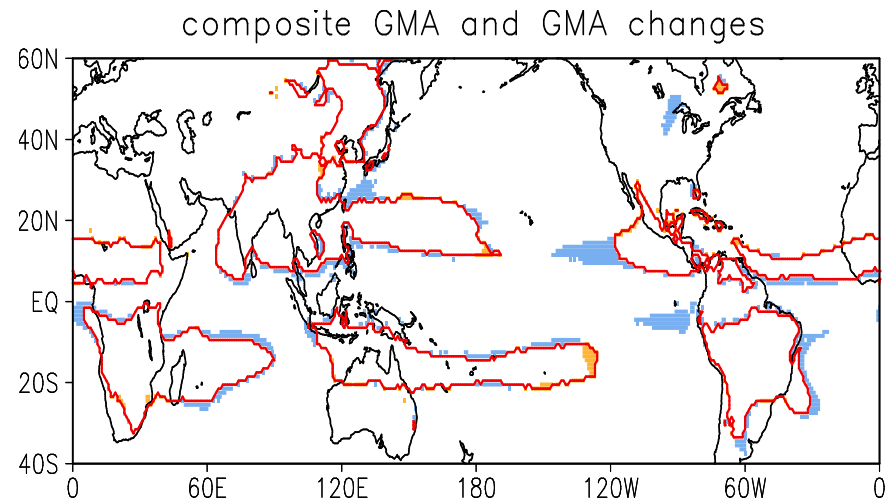 composite GMA and GMA changes
60N
40N
20N
EQ
20S
40S
0 60E 120E 180 120W 60W 0